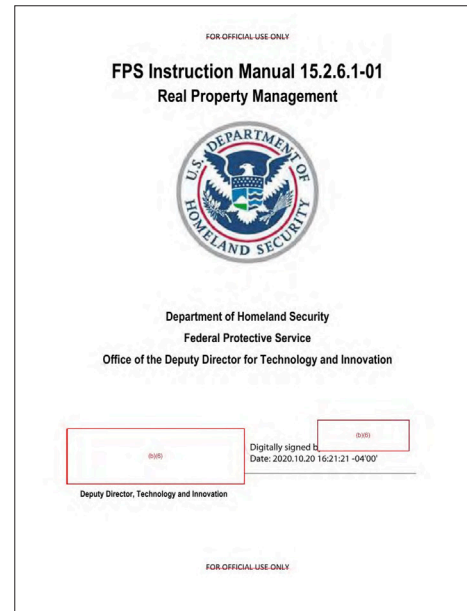 FOR OFFICIAL USE ONLY
FPS Instruction Manual 15.2.6.1-01
Real Property Management
U.S. DEPARTMENT OF
HOMELAND SECURITY
Department of Homeland Security
Federal Protective Service
Office of the Deputy Director for Technology and Innovation
(b)(6)
(b)(6)
Digitally signed b
Date: 2020.10.20 16:21:21 -04'00'
Deputy Director, Technology and Innovation
FOR OFFICIAL USE ONLY